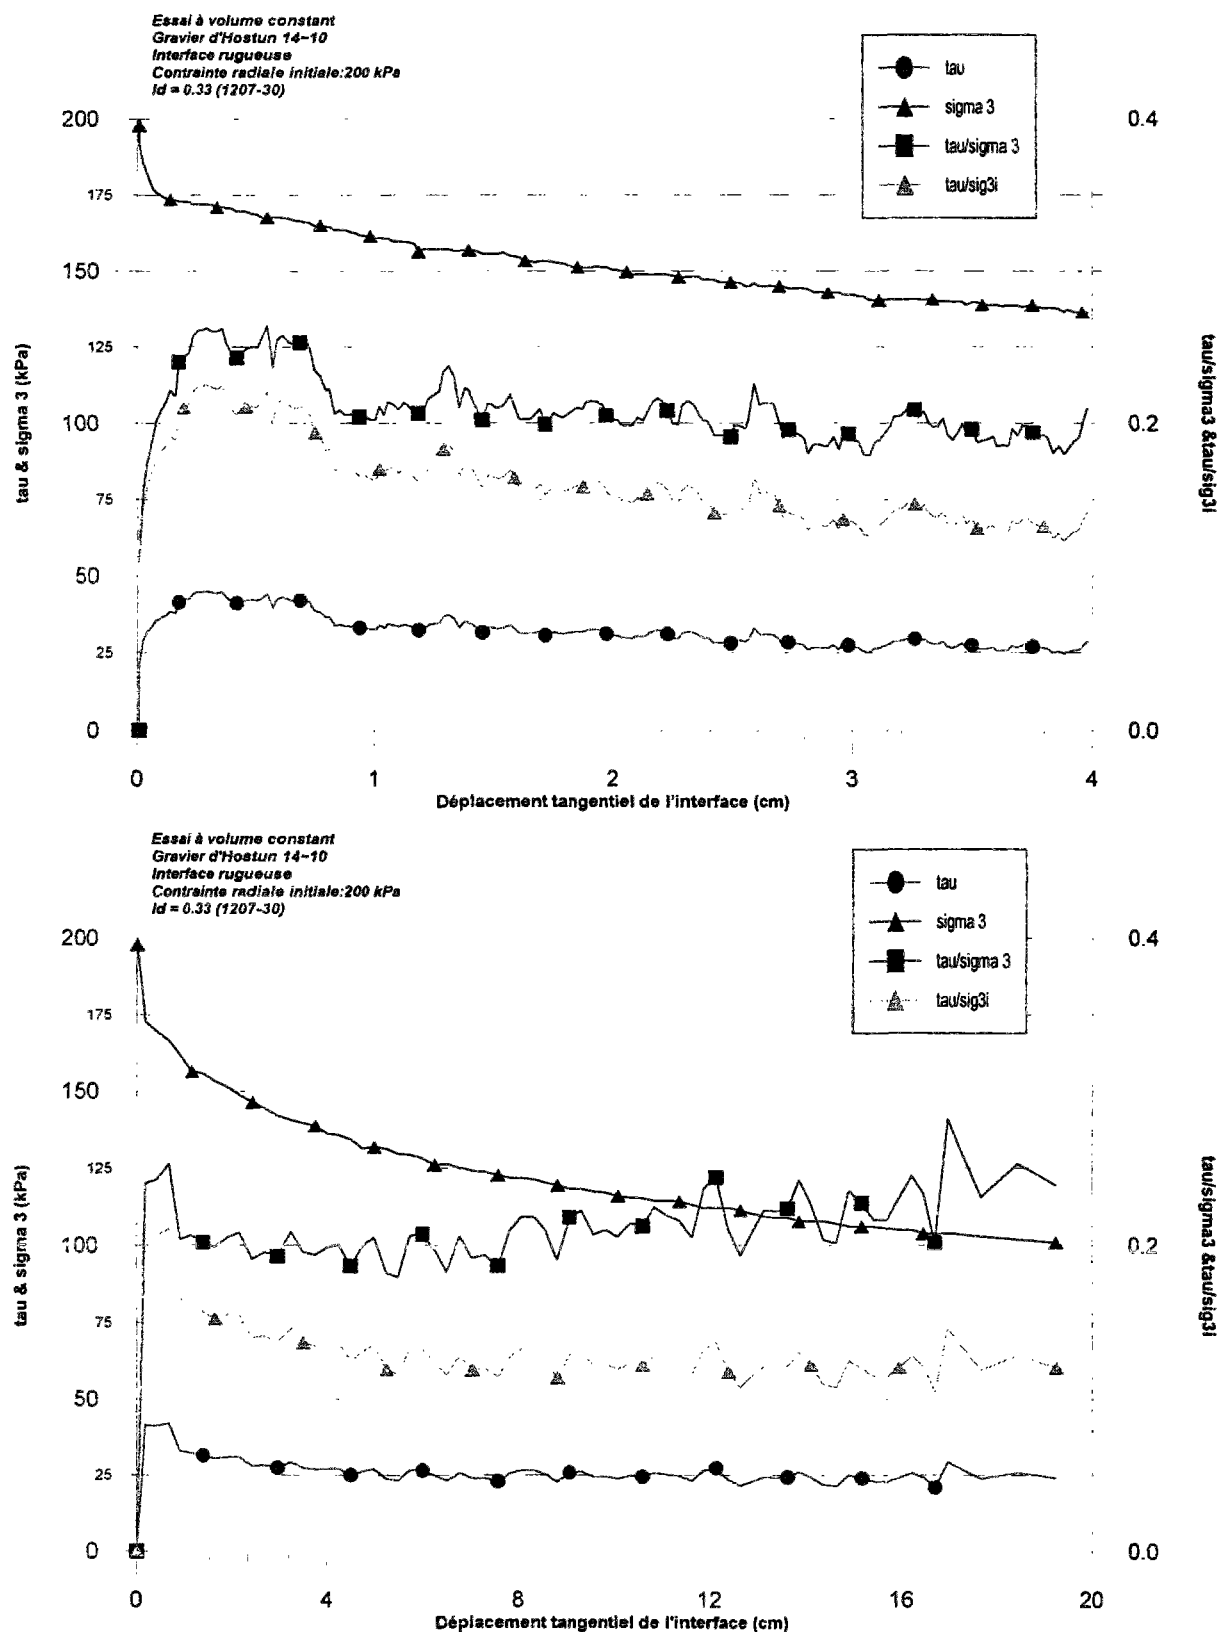 Essai à volume constant
Gravier d'Hostun 14~10
Interface rugueuse
Contrainte radiale initiale:200 kPa
Id = 0.33 (1207-30)
tau
sigma 3
tau/sigma 3
tau/sig3i
200
175
150
125
100
75
50
25
0
0.4
0.2
0.0
tau & sigma 3 (kPa)
tau/sigma3 &tau/sig3i
0 1 2 3 4
Déplacement tangentiel de l'interface (cm)
Essai à volume constant
Gravier d'Hostun 14~10
Interface rugueuse
Contrainte radiale initiale:200 kPa
Id = 0.33 (1207-30)
tau
sigma 3
tau/sigma 3
tau/sig3i
200
175
150
125
100
75
50
25
0
0.4
0.2
0.0
tau & sigma 3 (kPa)
tau/sigma3 &tau/sig3i
0 4 8 12 16 20
Déplacement tangentiel de l'interface (cm)